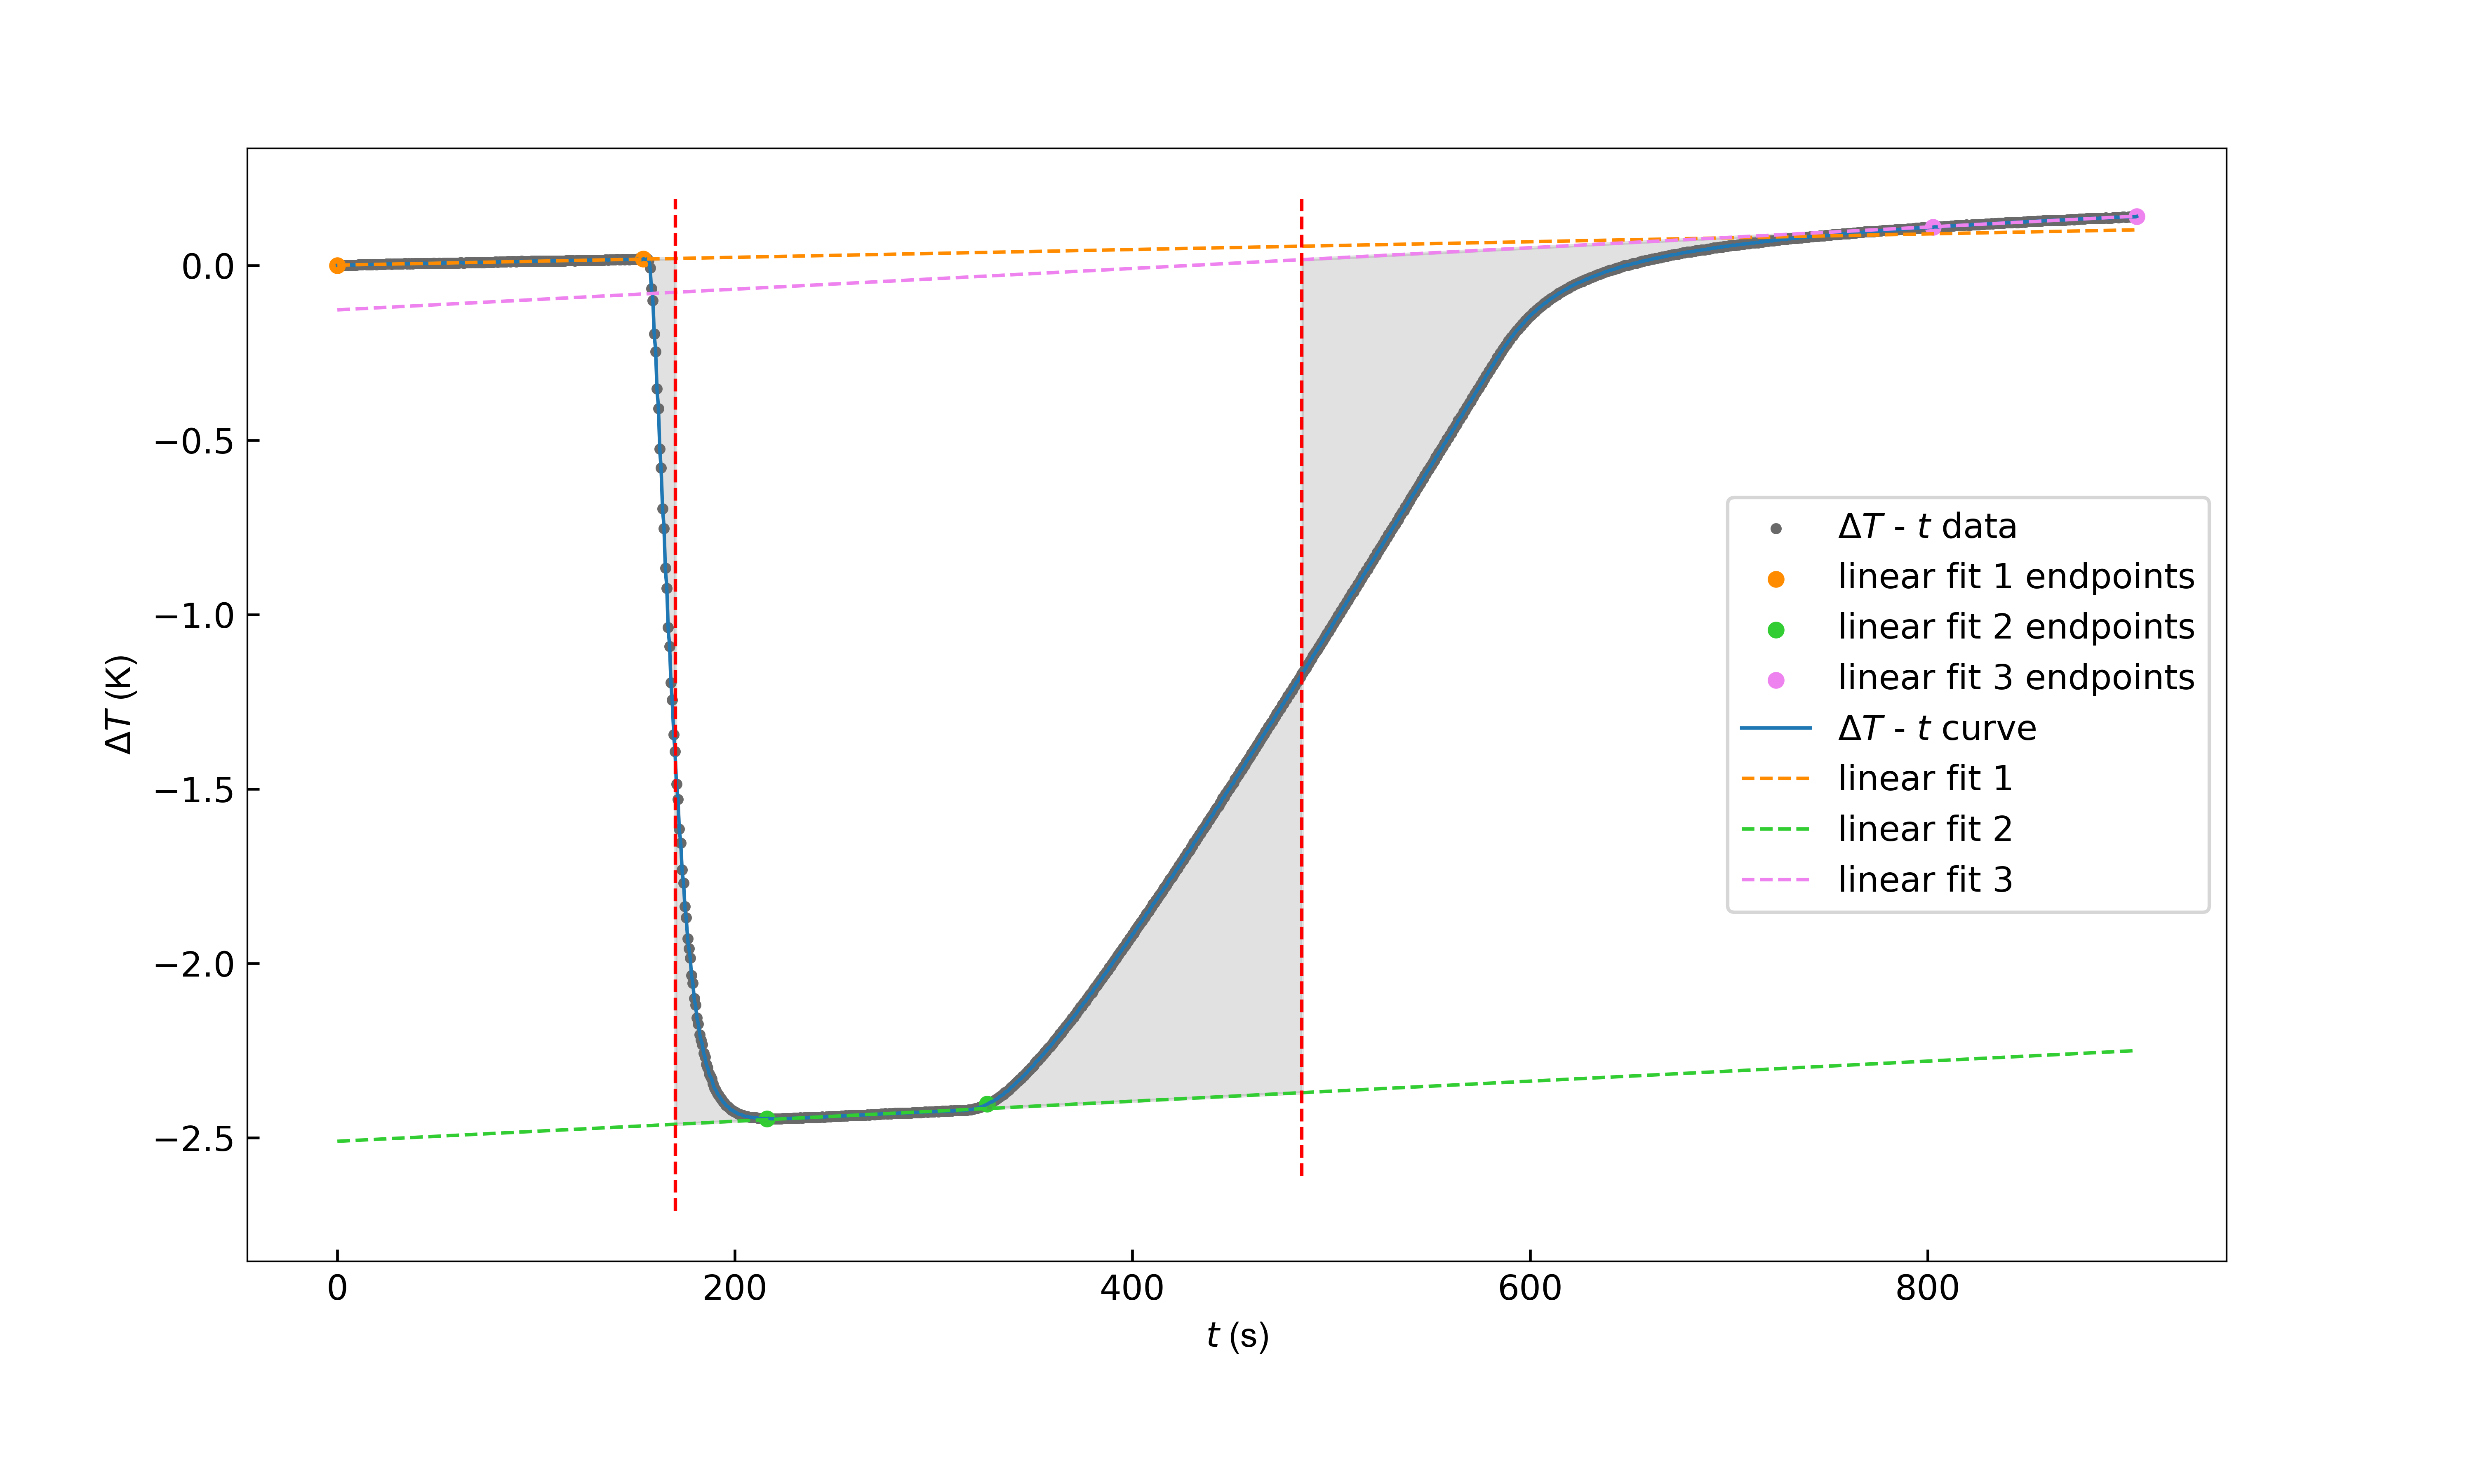 0.0
−0.5
−1.0
−1.5
−2.0
−2.5
ΔT (K)
0
200
400
600
800
t (s)
ΔT - t data
linear fit 1 endpoints
linear fit 2 endpoints
linear fit 3 endpoints
ΔT - t curve
linear fit 1
linear fit 2
linear fit 3